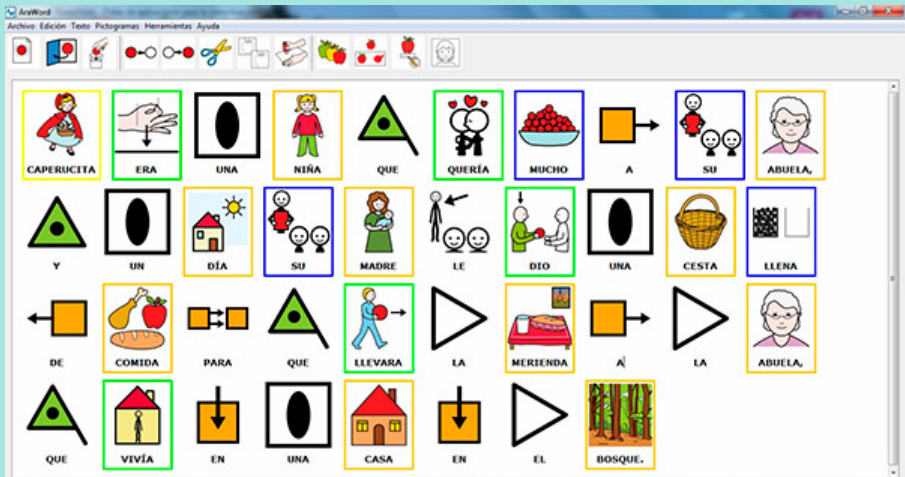 AraWord
Archivo Edición Texto Pictogramas Herramientas Ayuda
CAPERUCITA ERA UNA NIÑA QUE QUERÍA MUCHO A SU ABUELA,
Y UN DÍA SU MADRE LE DIO UNA CESTA LLENA
DE COMIDA PARA QUE LLEVARA LA MERIENDA A LA ABUELA,
QUE VIVÍA EN UNA CASA EN EL BOSQUE.